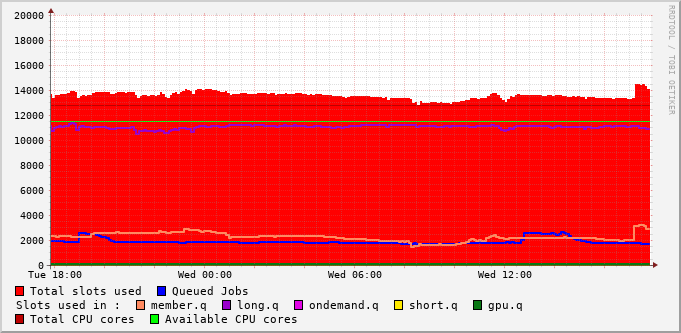 20000
18000
16000
14000
12000
10000
8000
6000
4000
2000
0
Tue 18:00 Wed 00:00 Wed 06:00 Wed 12:00
Total slots used Queued Jobs
Slots used in : member.q long.q ondemand.q short.q gpu.q
Total CPU cores Available CPU cores
RRDTOOL / TOBI OETIKER